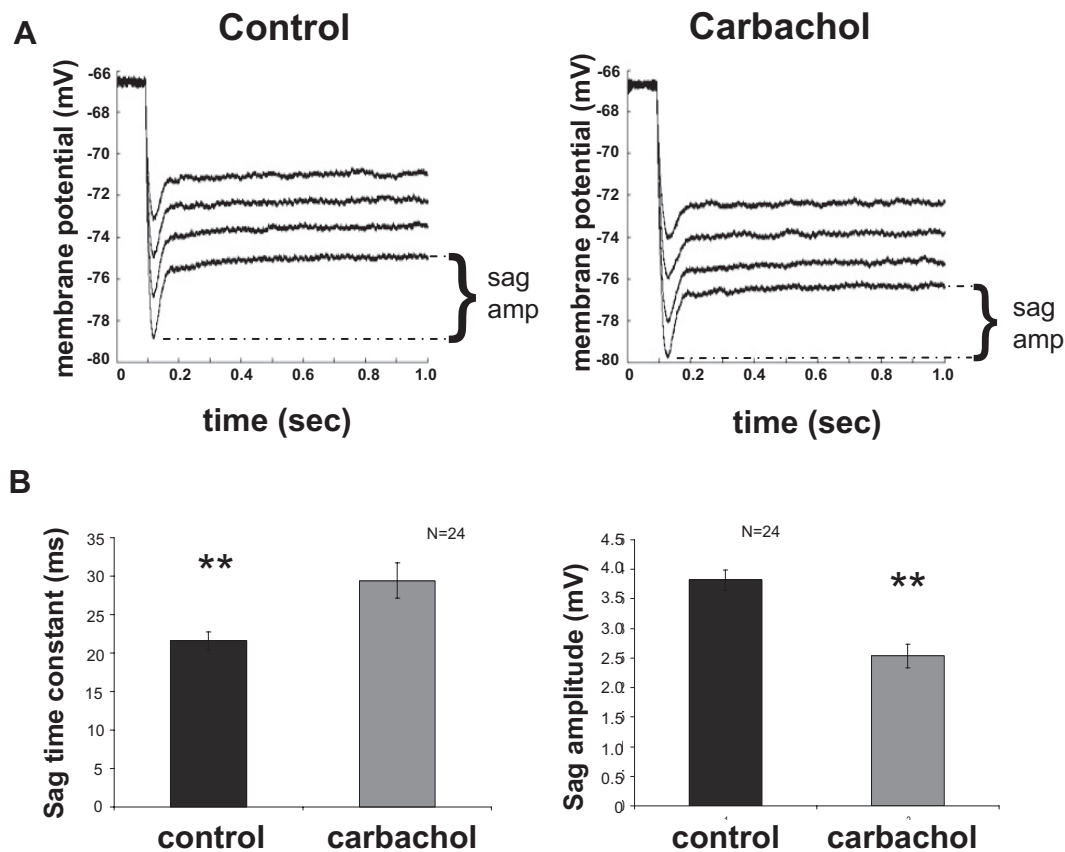 A
Control
Carbachol
membrane potential (mV)
-66
-68
-70
-72
-74
-76
-78
-80
0
0.2
0.4
0.6
0.8
1.0
time (sec)
sag
amp
membrane potential (mV)
-66
-68
-70
-72
-74
-76
-78
-80
0
0.2
0.4
0.6
0.8
1.0
time (sec)
sag
amp
B
Sag time constant (ms)
35
30
25
20
15
10
5
0
**
N=24
control
carbachol
Sag amplitude (mV)
4.5
4.0
3.5
3.0
2.5
2.0
1.5
1.0
0.5
0
N=24
**
control
carbachol